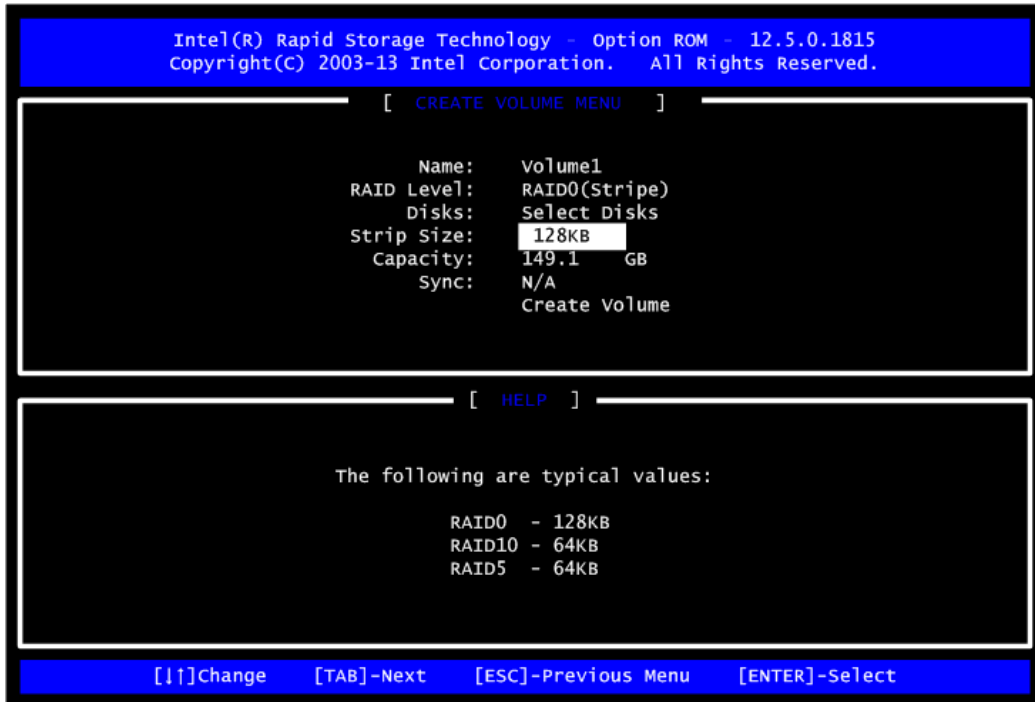 Intel(R) Rapid Storage Technology - Option ROM - 12.5.0.1815
Copyright(C) 2003-13 Intel Corporation. All Rights Reserved.
[ CREATE VOLUME MENU ]
Name: Volume1
RAID Level: RAID0(Stripe)
Disks: Select Disks
Strip Size: 128KB
Capacity: 149.1 GB
Sync: N/A
Create Volume
[ HELP ]
The following are typical values:
RAID0 - 128KB
RAID10 - 64KB
RAID5 - 64KB
[↓↑]Change [TAB]-Next [ESC]-Previous Menu [ENTER]-Select